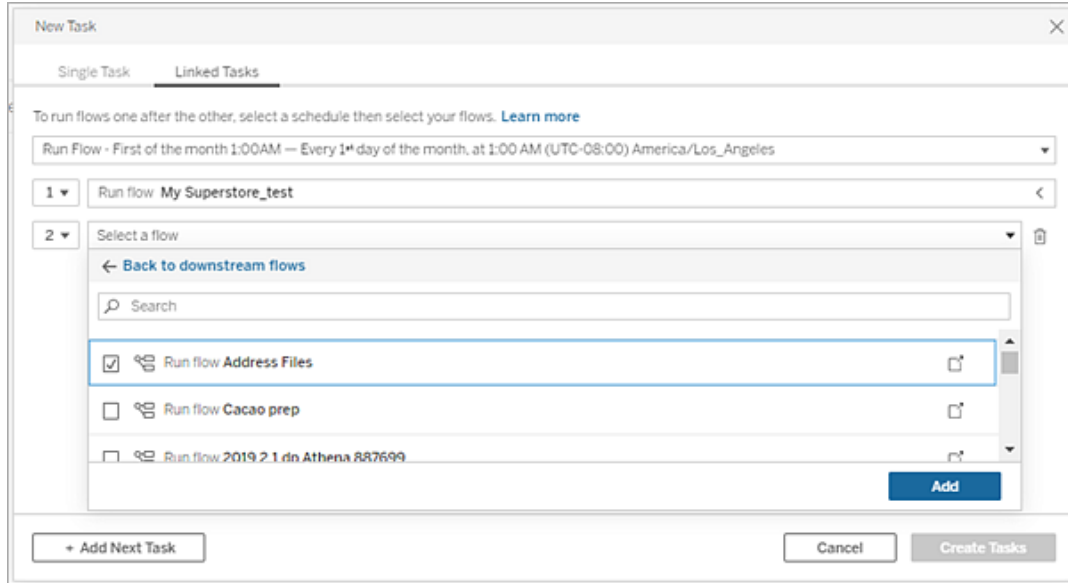 New Task
Single Task Linked Tasks
To run flows one after the other, select a schedule then select your flows. Learn more
Run Flow - First of the month 1:00AM — Every 1st day of the month, at 1:00 AM (UTC-08:00) America/Los_Angeles
1 Run flow My Superstore_test
2 Select a flow
Back to downstream flows
Search
Run flow Address Files
Run flow Cacao prep
Run flow 2019 2 1 dp Athena 887699
Add
+ Add Next Task Cancel Create Tasks